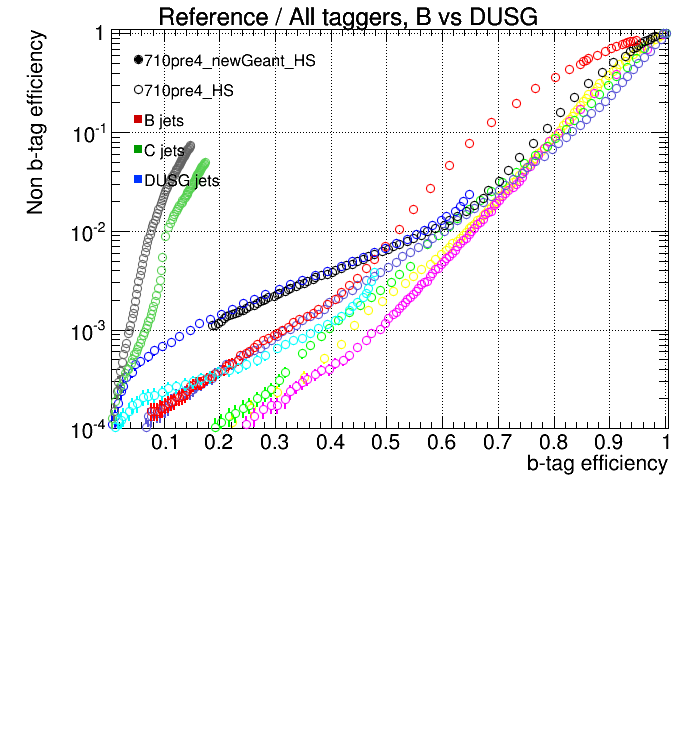 Reference / All taggers, B vs DUSG
Non b-tag efficiency
1
10-1
10-2
10-3
10-4
710pre4_newGeant_HS
710pre4_HS
B jets
C jets
DUSG jets
0.1 0.2 0.3 0.4 0.5 0.6 0.7 0.8 0.9 1
b-tag efficiency